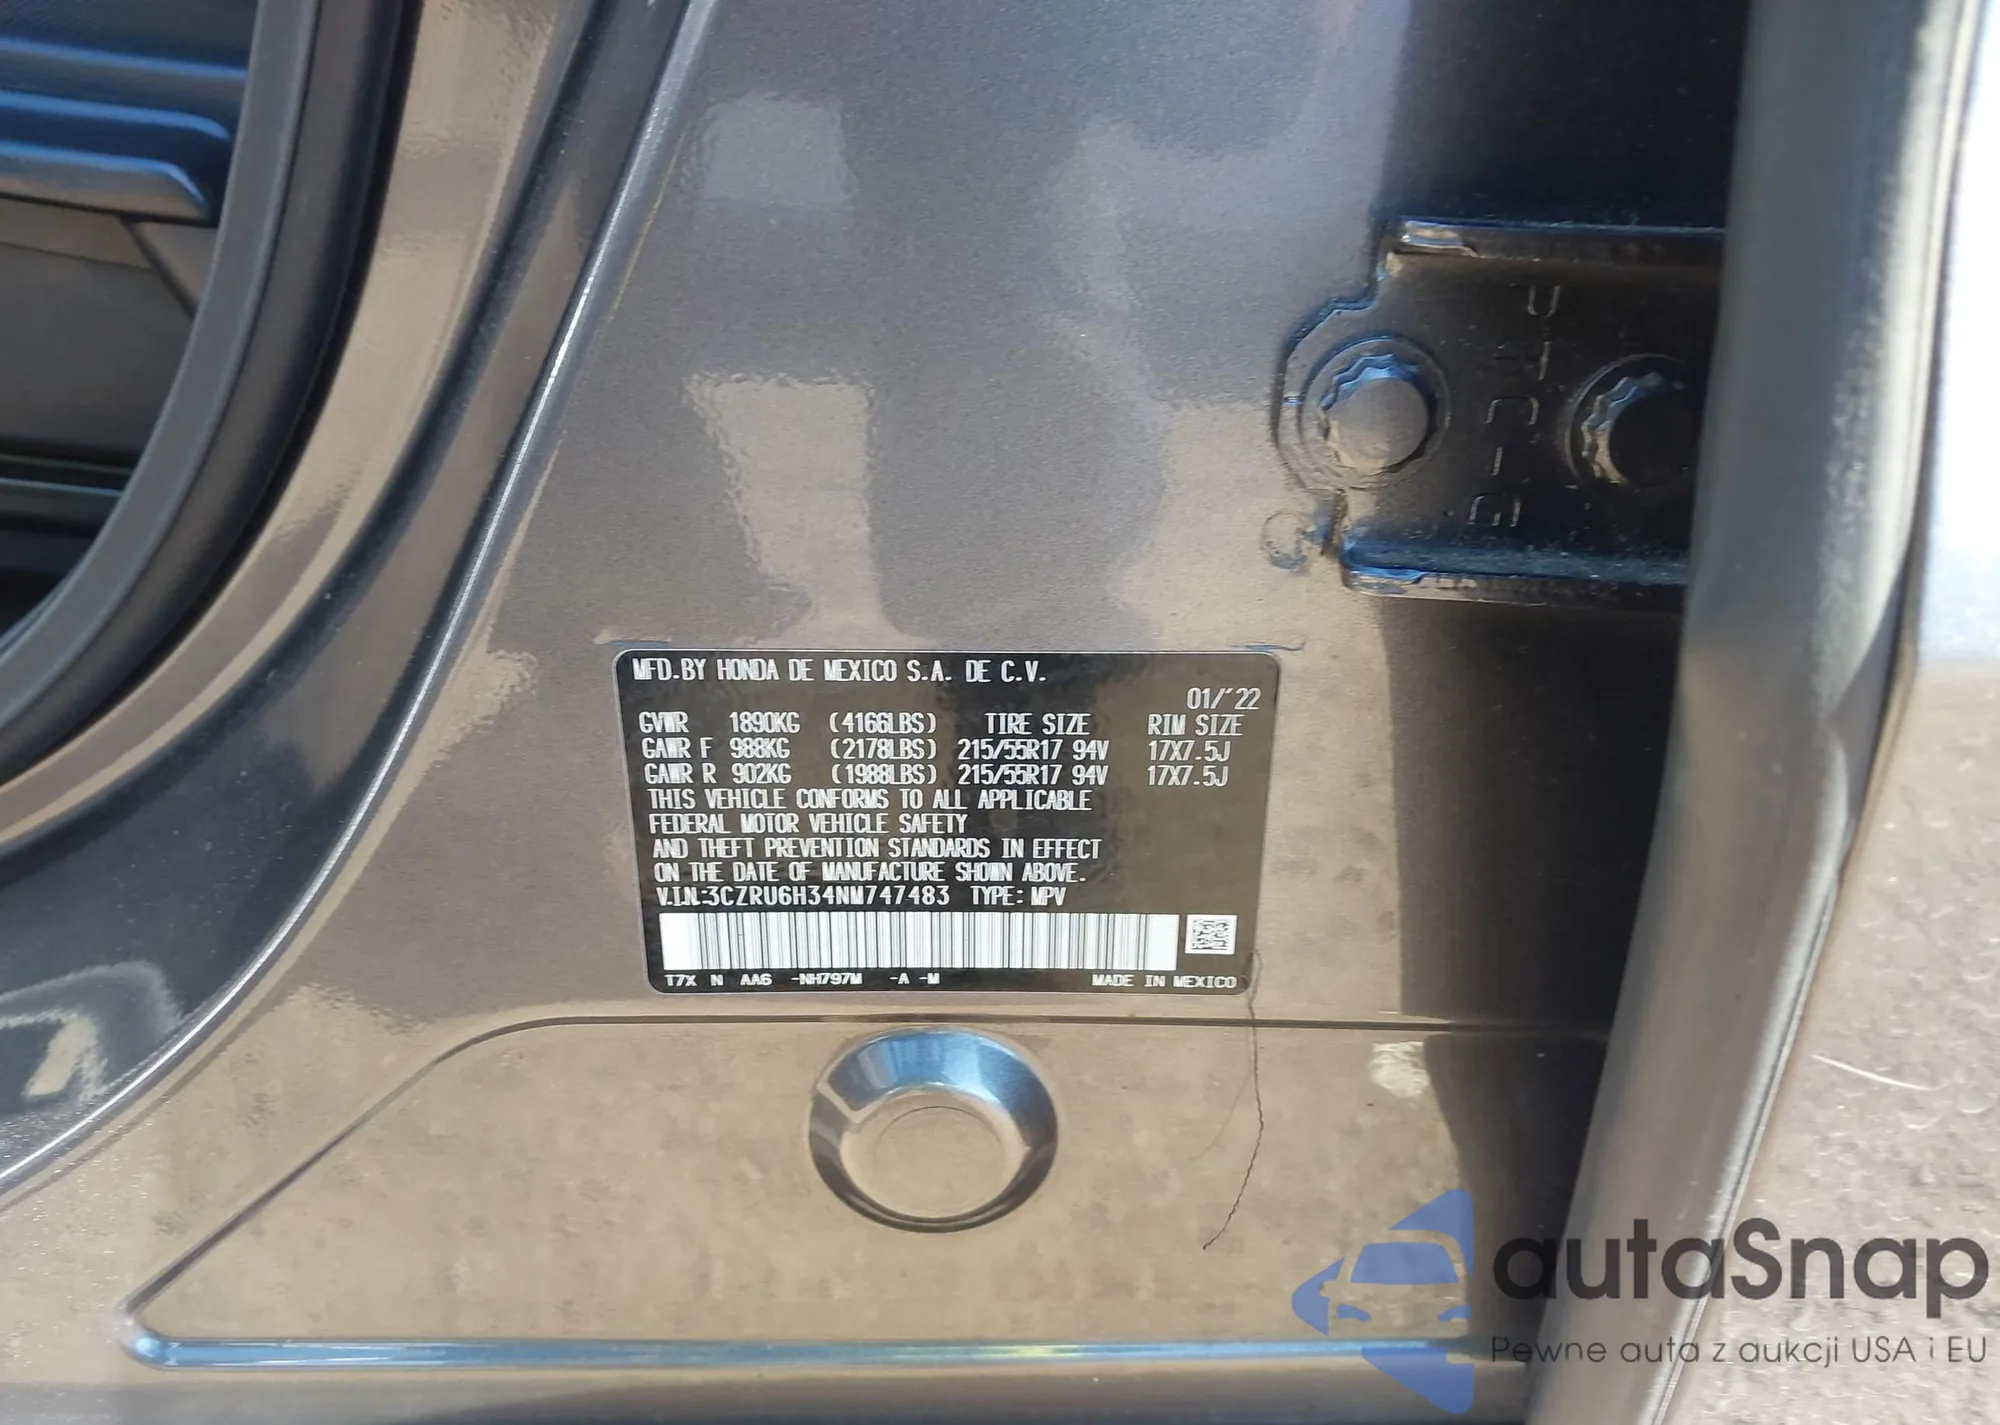 MFD.BY HONDA DE MEXICO S.A. DE C.V.
01/'22
GVWR 1890KG (4166LBS) TIRE SIZE RIM SIZE
GAWR F 988KG (2178LBS) 215/55R17 94V 17X7.5J
GAWR R 902KG (1988LBS) 215/55R17 94V 17X7.5J
THIS VEHICLE CONFORMS TO ALL APPLICABLE
FEDERAL MOTOR VEHICLE SAFETY
AND THEFT PREVENTION STANDARDS IN EFFECT
ON THE DATE OF MANUFACTURE SHOWN ABOVE.
V.I.N.:3CZRU6H34NM747483 TYPE: MPV
T7X N AA6 -NH797M -A -M MADE IN MEXICO
autaSnap
Pewne auta z aukcji USA i EU